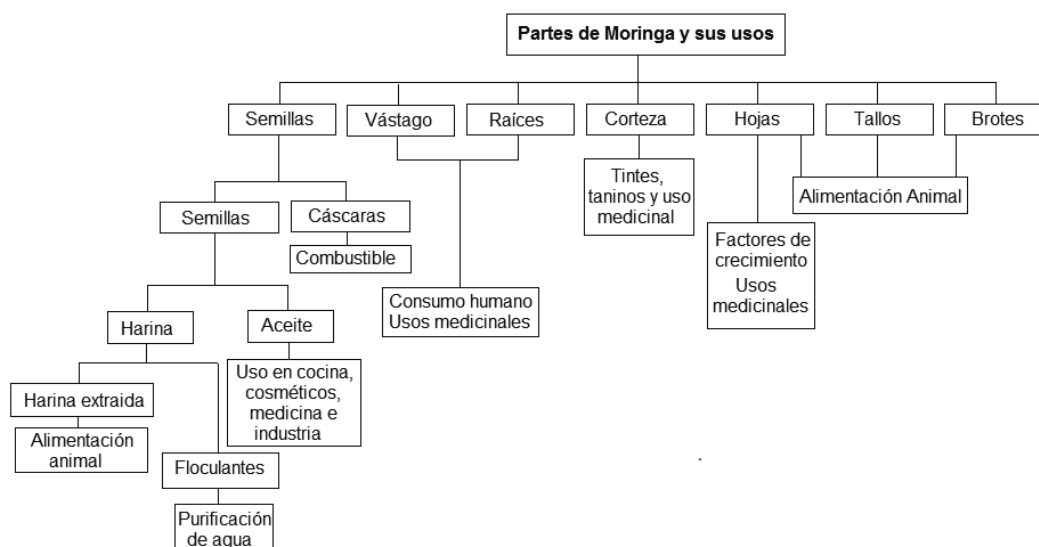 Partes de Moringa y sus usos
Semillas
Vástago
Raíces
Corteza
Hojas
Tallos
Brotes
Tintes,
taninos y uso
medicinal
Alimentación Animal
Semillas
Cáscaras
Combustible
Factores de
crecimiento
Usos
medicinales
Consumo humano
Usos medicinales
Harina
Aceite
Uso en cocina,
cosméticos,
medicina e
industria
Harina extraida
Alimentación
animal
Floculantes
Purificación
de agua